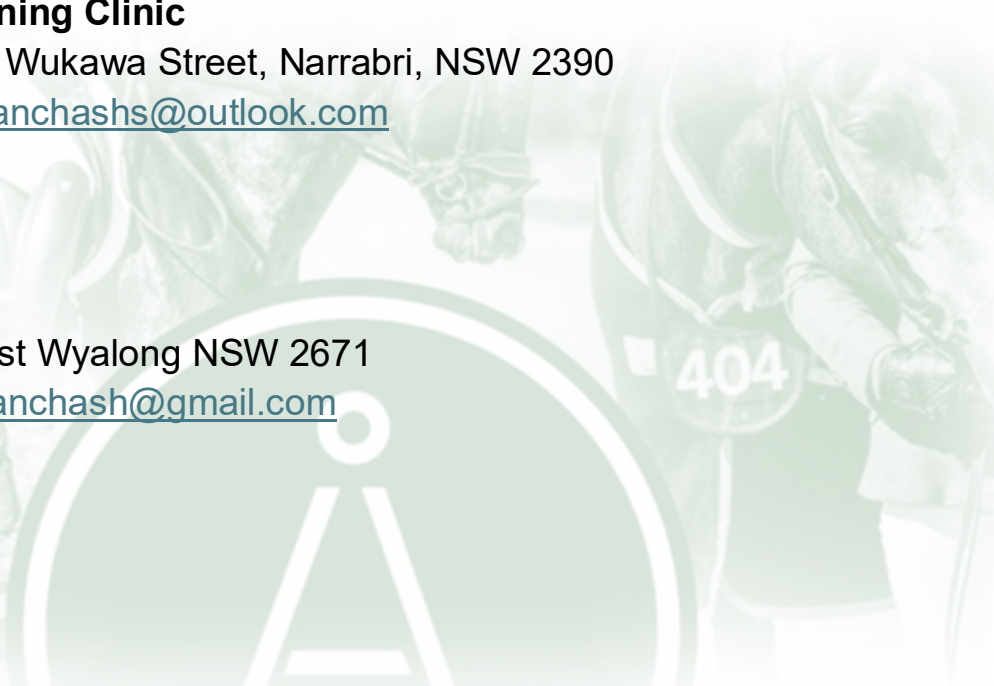 ning Clinic
Wukawa Street, Narrabri, NSW 2390
anchashs@outlook.com
st Wyalong NSW 2671
anchash@gmail.com
404
Å